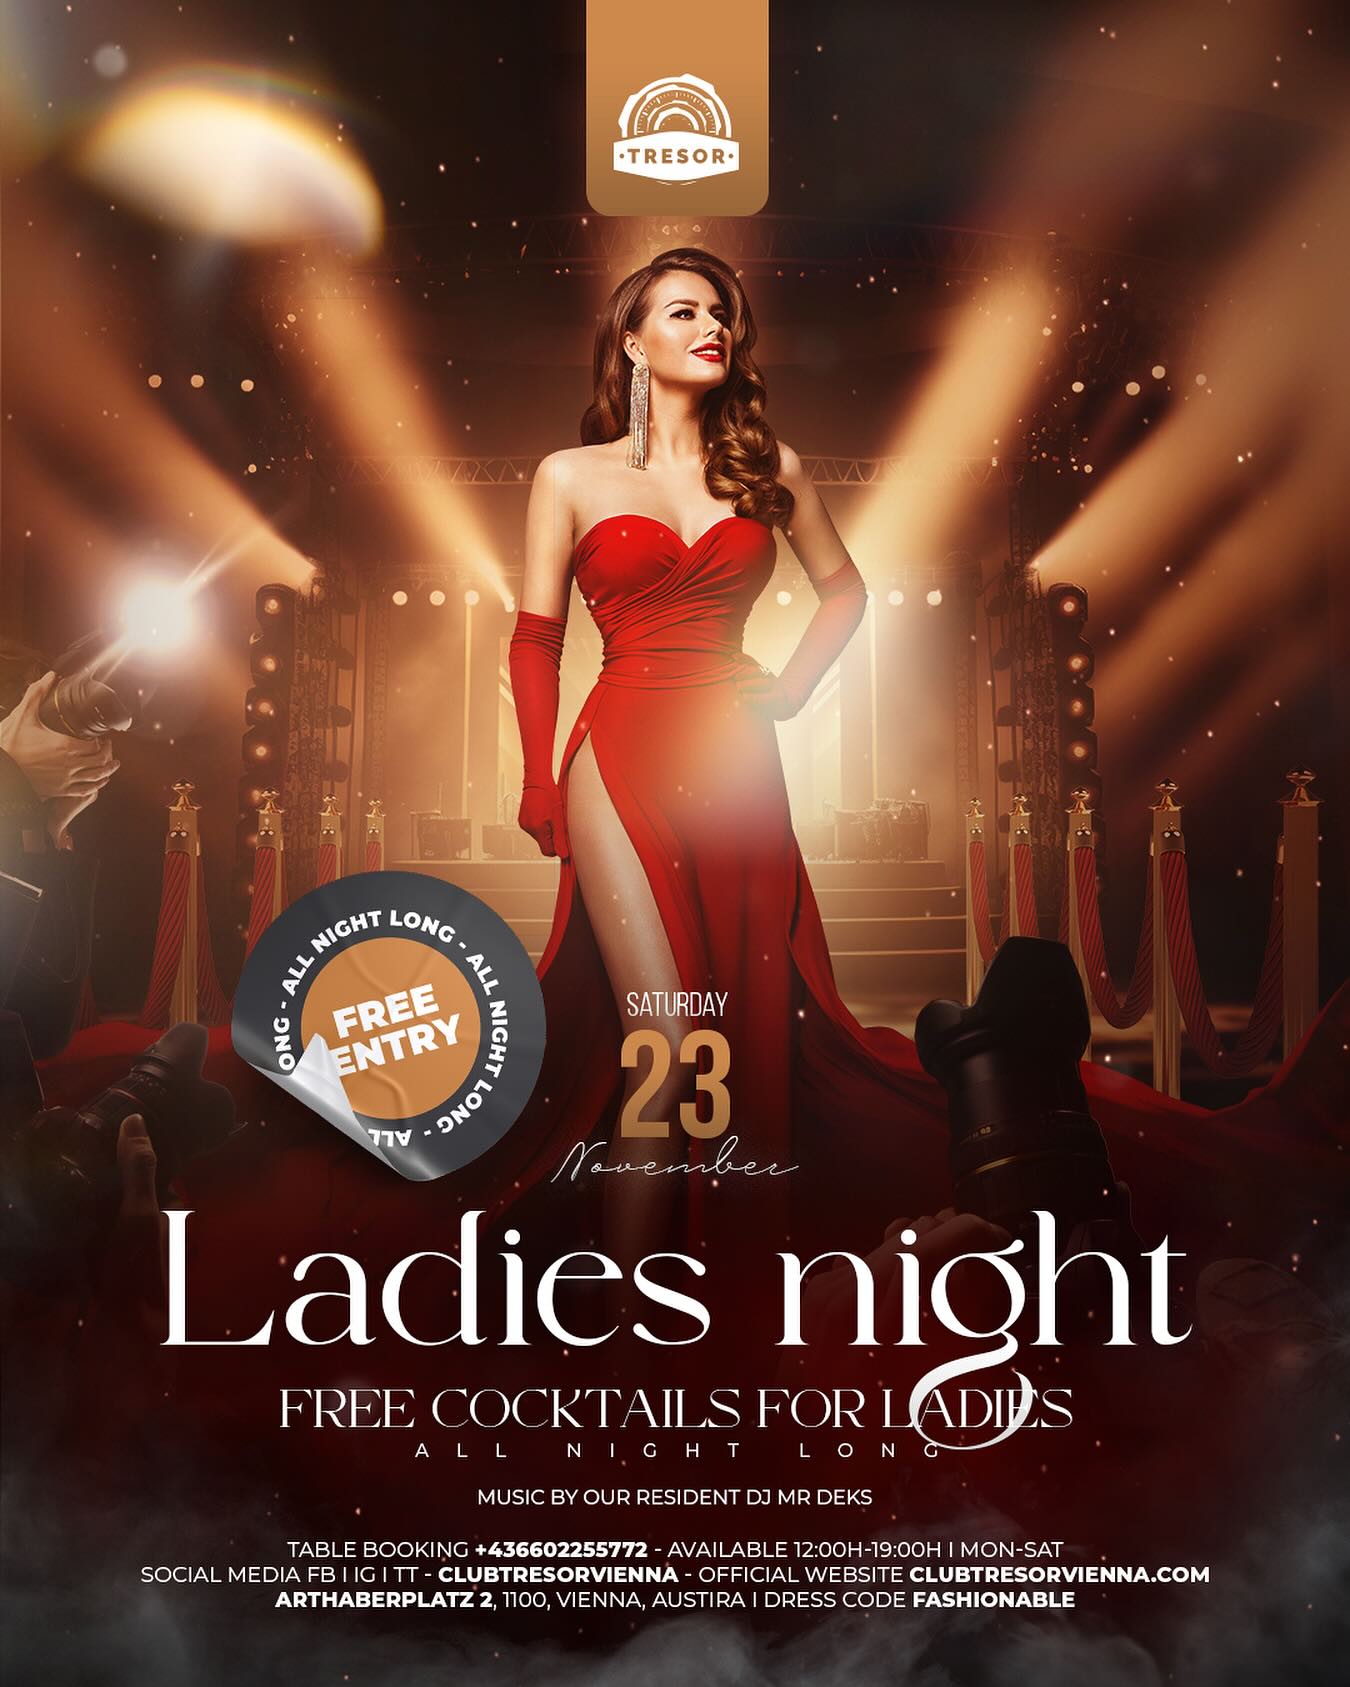 ·TRESOR·
ONG - ALL NIGHT LONG - ALL NIGHT LONG - ALL
FREE
ENTRY
SATURDAY
23
November
Ladies night
FREE COCKTAILS FOR LADIES
ALL NIGHT LONG
MUSIC BY OUR RESIDENT DJ MR DEKS
TABLE BOOKING +436602255772 - AVAILABLE 12:00H-19:00H I MON-SAT
SOCIAL MEDIA FB I IG I TT - CLUBTRESORVIENNA - OFFICIAL WEBSITE CLUBTRESORVIENNA.COM
ARTHABERPLATZ 2, 1100, VIENNA, AUSTIRA I DRESS CODE FASHIONABLE